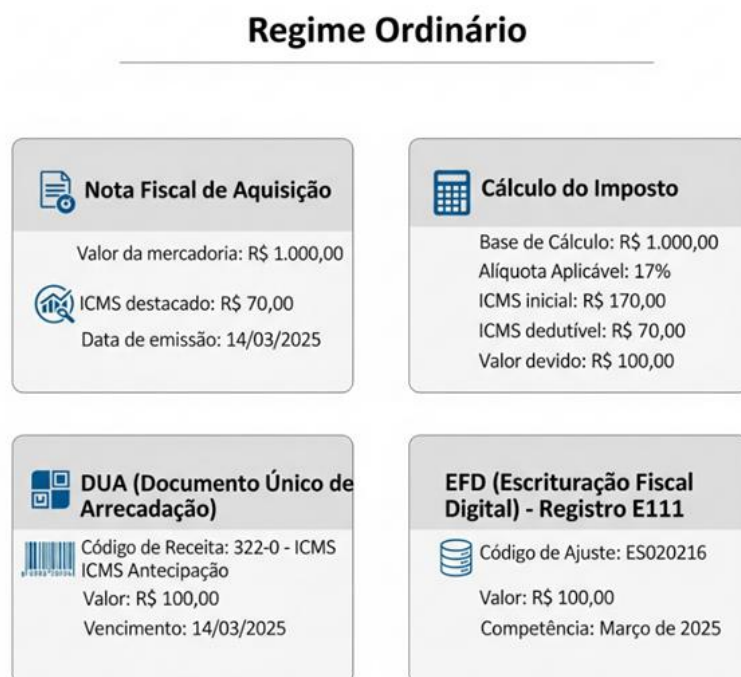 Regime Ordinário
Nota Fiscal de Aquisição
Valor da mercadoria: R$ 1.000,00
ICMS destacado: R$ 70,00
Data de emissão: 14/03/2025
Cálculo do Imposto
Base de Cálculo: R$ 1.000,00
Alíquota Aplicável: 17%
ICMS inicial: R$ 170,00
ICMS dedutível: R$ 70,00
Valor devido: R$ 100,00
DUA (Documento Único de
Arrecadação)
Código de Receita: 322-0 - ICMS
ICMS Antecipação
Valor: R$ 100,00
Vencimento: 14/03/2025
EFD (Escrituração Fiscal
Digital) - Registro E111
Código de Ajuste: ES020216
Valor: R$ 100,00
Competência: Março de 2025